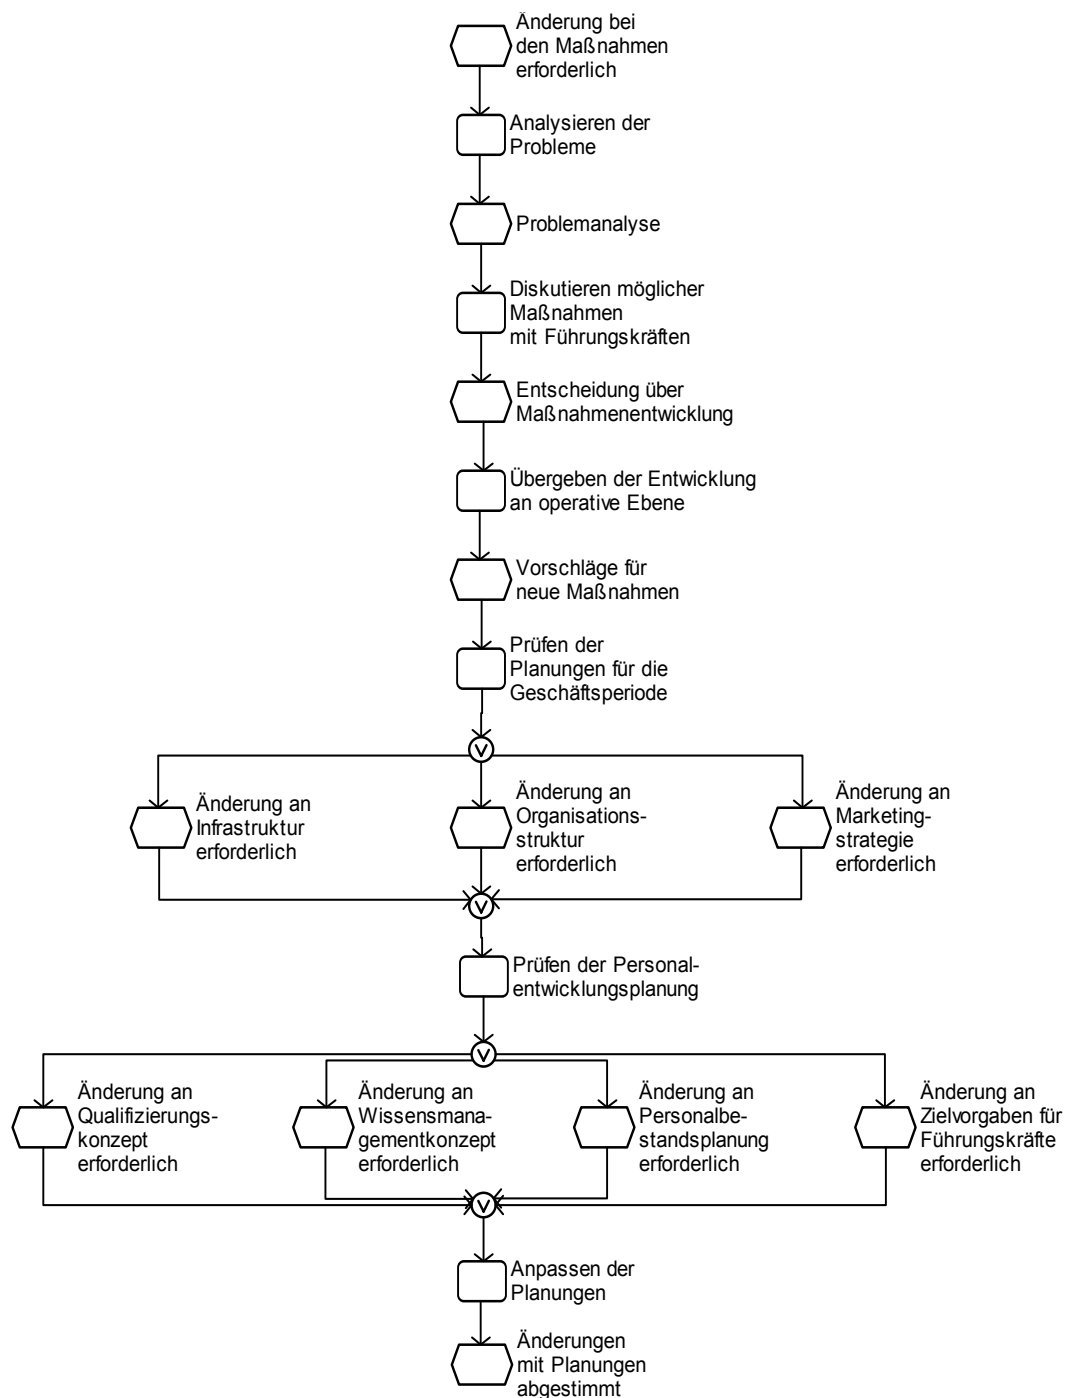 Änderung bei
den Maßnahmen
erforderlich
Analysieren der
Probleme
Problemanalyse
Diskutieren möglicher
Maßnahmen
mit Führungskräften
Entscheidung über
Maßnahmenentwicklung
Übergeben der Entwicklung
an operative Ebene
Vorschläge für
neue Maßnahmen
Prüfen der
Planungen für die
Geschäftsperiode
V
Änderung an
Infrastruktur
erforderlich
Änderung an
Organisations-
struktur
erforderlich
Änderung an
Marketing-
strategie
erforderlich
V
Prüfen der Personal-
entwicklungsplanung
V
Änderung an
Qualifizierungs-
konzept
erforderlich
Änderung an
Wissensmana-
gementkonzept
erforderlich
Änderung an
Personalbe-
standsplanung
erforderlich
Änderung an
Zielvorgaben für
Führungskräfte
erforderlich
V
Anpassen der
Planungen
Änderungen
mit Planungen
abgestimmt